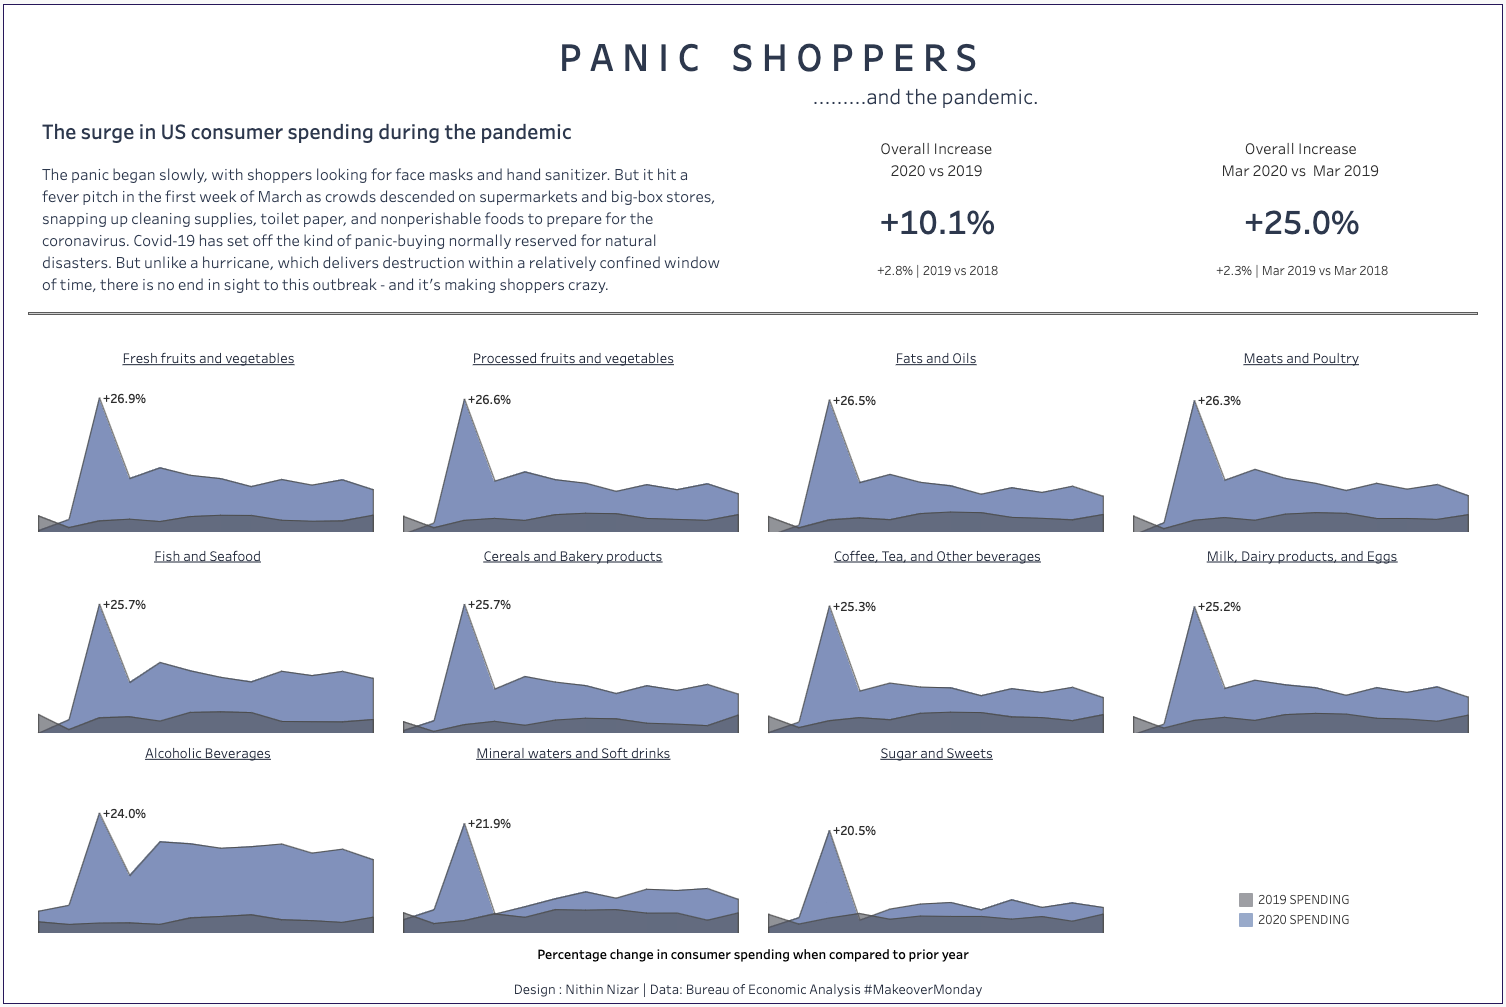 PANIC SHOPPERS
.........and the pandemic.
The surge in US consumer spending during the pandemic
The panic began slowly, with shoppers looking for face masks and hand sanitizer. But it hit a
fever pitch in the first week of March as crowds descended on supermarkets and big-box stores,
snapping up cleaning supplies, toilet paper, and nonperishable foods to prepare for the
coronavirus. Covid-19 has set off the kind of panic-buying normally reserved for natural
disasters. But unlike a hurricane, which delivers destruction within a relatively confined window
of time, there is no end in sight to this outbreak - and it's making shoppers crazy.
Overall Increase
2020 vs 2019
+10.1%
+2.8% | 2019 vs 2018
Overall Increase
Mar 2020 vs Mar 2019
+25.0%
+2.3% | Mar 2019 vs Mar 2018
Fresh fruits and vegetables
+26.9%
Processed fruits and vegetables
+26.6%
Fats and Oils
+26.5%
Meats and Poultry
+26.3%
Fish and Seafood
+25.7%
Cereals and Bakery products
+25.7%
Coffee, Tea, and Other beverages
+25.3%
Milk, Dairy products, and Eggs
+25.2%
Alcoholic Beverages
+24.0%
Mineral waters and Soft drinks
+21.9%
Sugar and Sweets
+20.5%
2019 SPENDING
2020 SPENDING
Percentage change in consumer spending when compared to prior year
Design : Nithin Nizar | Data: Bureau of Economic Analysis #MakeoverMonday